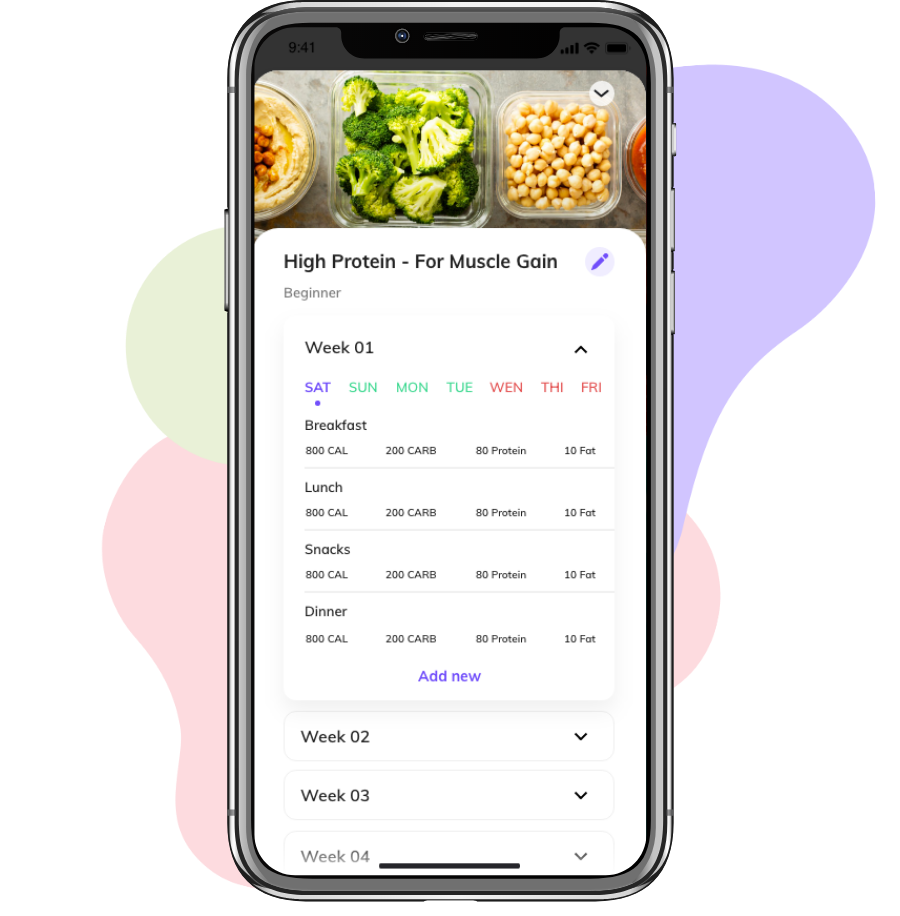 9:41
High Protein - For Muscle Gain
Beginner
Week 01
SAT SUN MON TUE WEN THI FRI
Breakfast
800 CAL 200 CARB 80 Protein 10 Fat
Lunch
800 CAL 200 CARB 80 Protein 10 Fat
Snacks
800 CAL 200 CARB 80 Protein 10 Fat
Dinner
800 CAL 200 CARB 80 Protein 10 Fat
Add new
Week 02
Week 03
Week 04